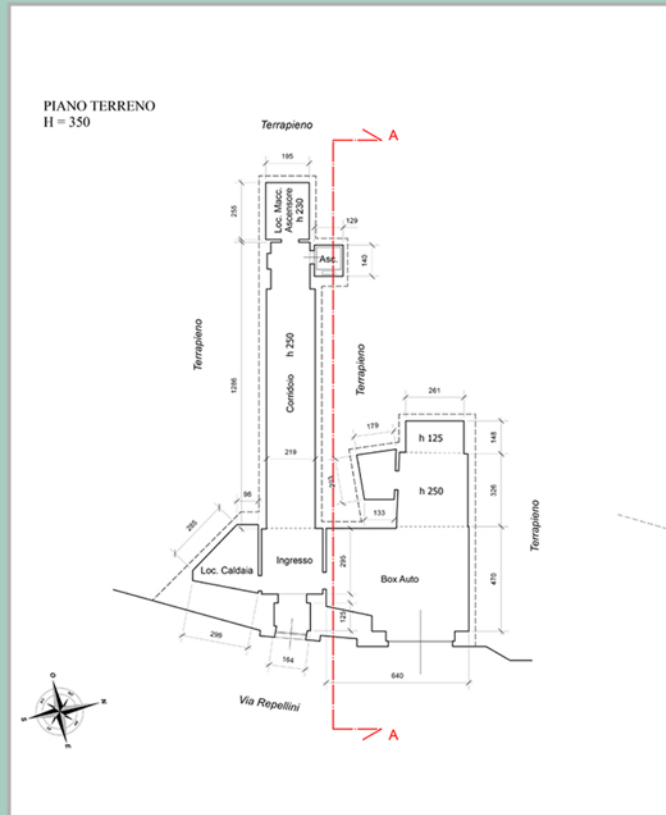 PIANO TERRENO
H = 350
Terrapieno
A
195
Loc. Macc.
Ascensore
h 230
255
129
Asc.
140
Terrapieno
h 250
Corridoio
1286
Terrapieno
261
179
h 125
148
219
h 250
326
98
133
285
Terrapieno
Ingresso
295
Loc. Caldaia
Box Auto
470
125
299
164
640
Via Repellini
A
O
N
S
E